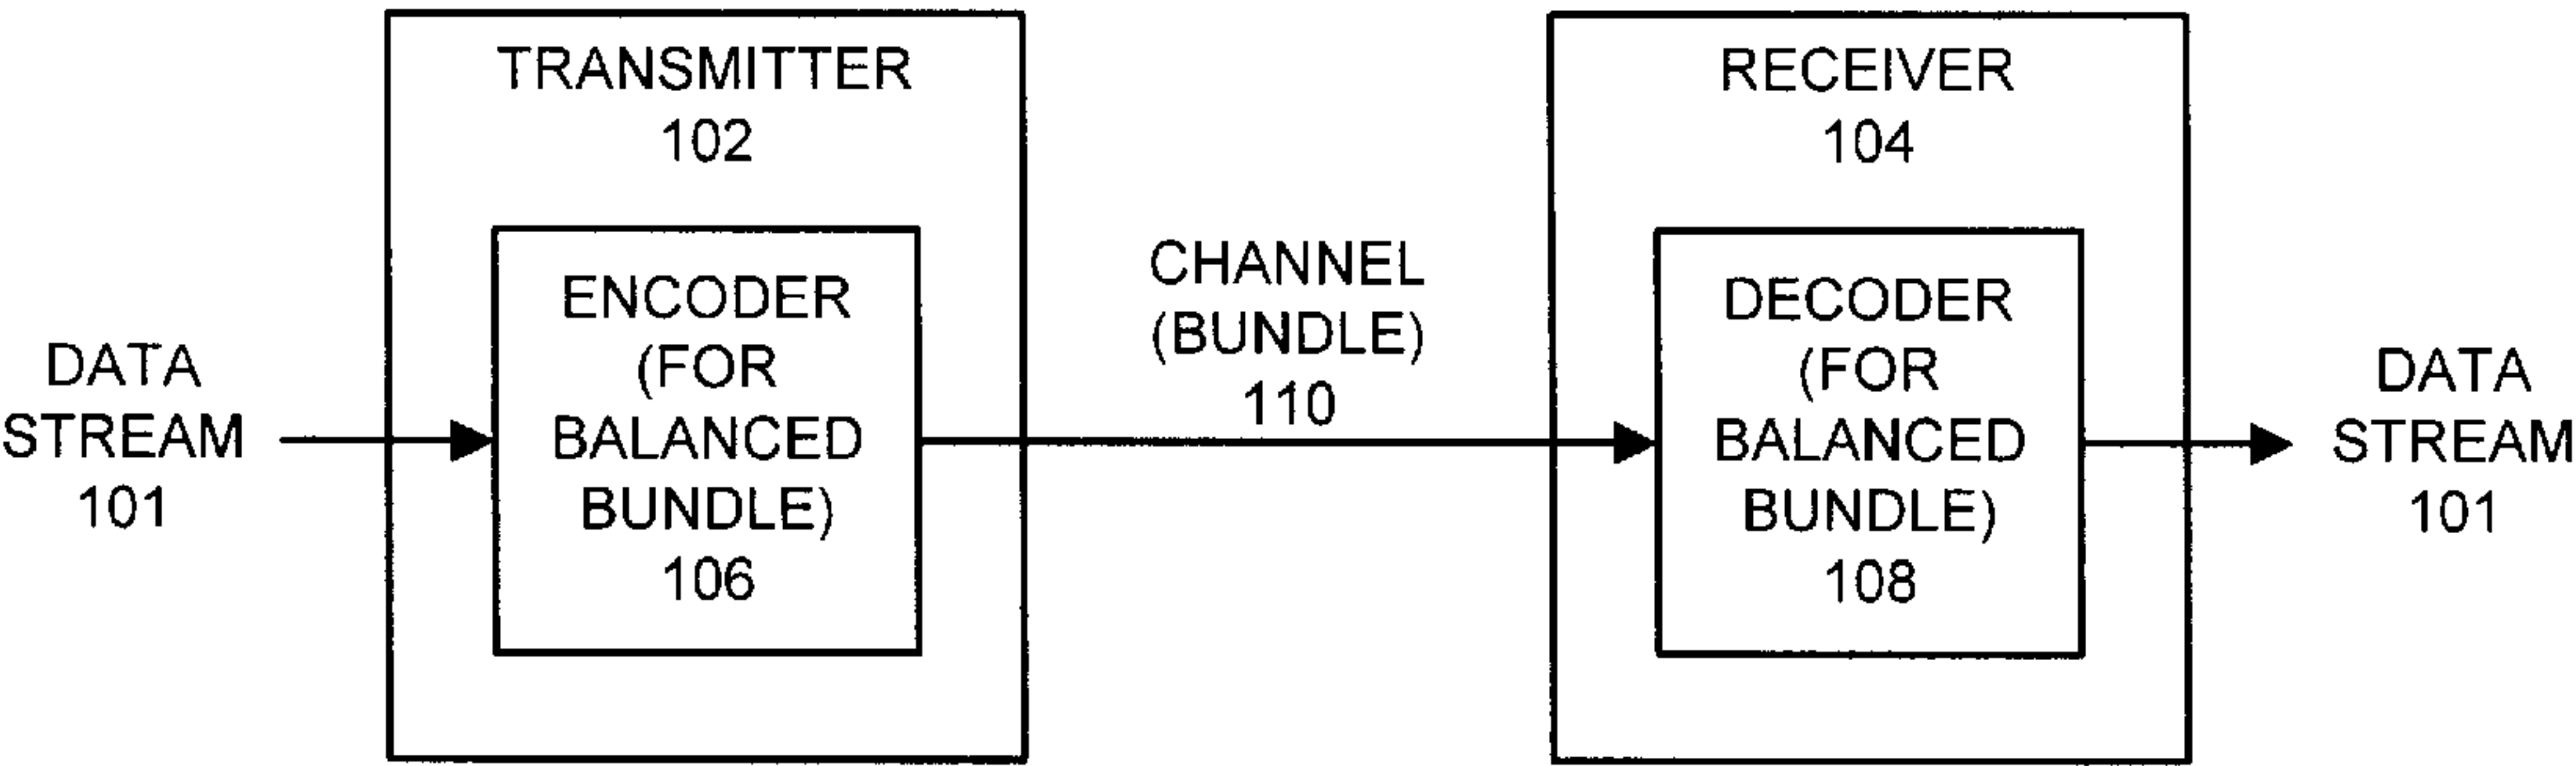 DATA
STREAM
101
TRANSMITTER
102
ENCODER
(FOR
BALANCED
BUNDLE)
106
CHANNEL
(BUNDLE)
110
RECEIVER
104
DECODER
(FOR
BALANCED
BUNDLE)
108
DATA
STREAM
101